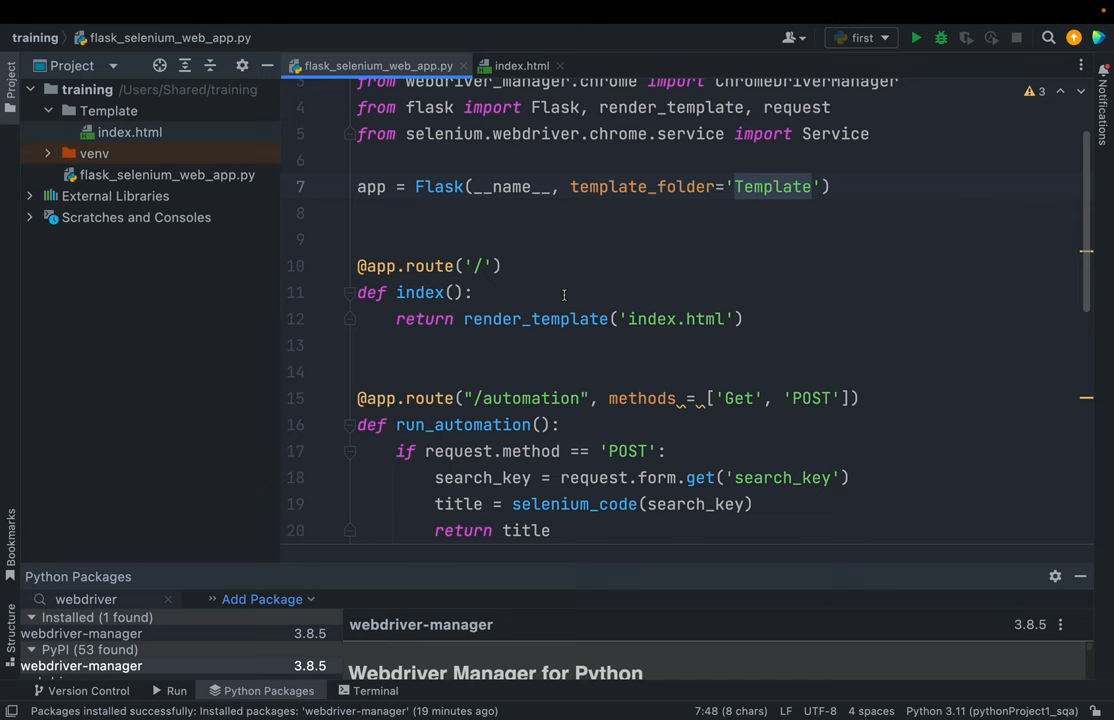 training
flask_selenium_web_app.py
first
Project
flask_selenium_web_app.py
index.html
training /Users/Shared/training
Template
index.html
venv
flask_selenium_web_app.py
External Libraries
Scratches and Consoles
Project
Bookmarks
Structure
Notifications
3
3 from webdriver_manager.chrome import ChromeDriverManager
4 from flask import Flask, render_template, request
5 from selenium.webdriver.chrome.service import Service
6
7 app = Flask(__name__, template_folder='Template')
8
9
10 @app.route('/')
11 def index():
12 return render_template('index.html')
13
14
15 @app.route("/automation", methods = ['Get', 'POST'])
16 def run_automation():
17 if request.method == 'POST':
18 search_key = request.form.get('search_key')
19 title = selenium_code(search_key)
20 return title
Python Packages
webdriver
Add Package
Installed (1 found)
webdriver-manager 3.8.5
PyPI (53 found)
webdriver-manager 3.8.5
webdriver-manager 3.8.5
Webdriver Manager for Python
Version Control Run Python Packages Terminal
Packages installed successfully: Installed packages: 'webdriver-manager' (19 minutes ago) 7:48 (8 chars) LF UTF-8 4 spaces Python 3.11 (pythonProject1_sqa)